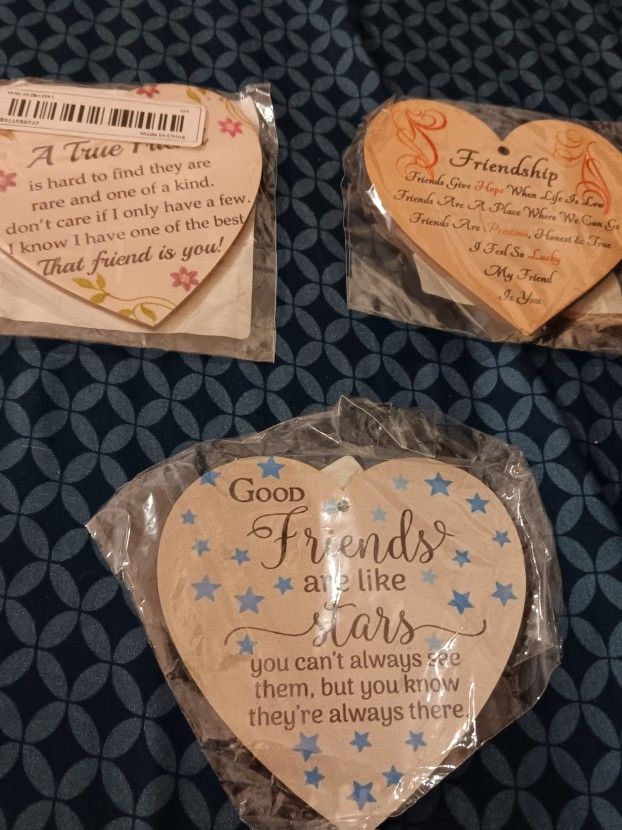 Made in China
A True
is hard to find they are
rare and one of a kind.
don't care if I only have a few.
I know I have one of the best
That friend is you!
Friendship
Friends Give Hope When Life Is Low
Friends Are A Place Where We Can Go
Friends Are Precious, Honest & True
I Feel So Lucky
My Friend
Is You
GOOD
Friends
are like
stars
you can't always see
them, but you know
they're always there.